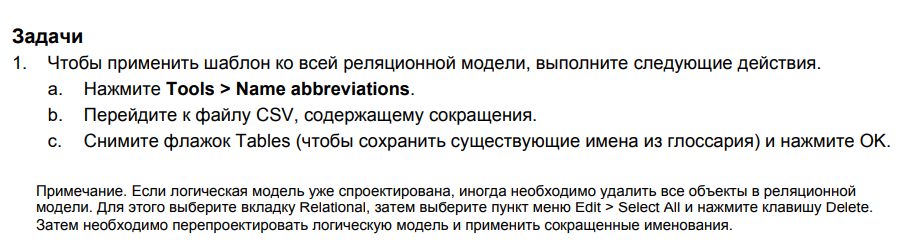 Задачи
1. Чтобы применить шаблон ко всей реляционной модели, выполните следующие действия.
a. Нажмите Tools > Name abbreviations.
b. Перейдите к файлу CSV, содержащему сокращения.
c. Снимите флажок Tables (чтобы сохранить существующие имена из глоссария) и нажмите OK.
Примечание. Если логическая модель уже спроектирована, иногда необходимо удалить все объекты в реляционной
модели. Для этого выберите вкладку Relational, затем выберите пункт меню Edit > Select All и нажмите клавишу Delete.
Затем необходимо перепроектировать логическую модель и применить сокращенные именования.